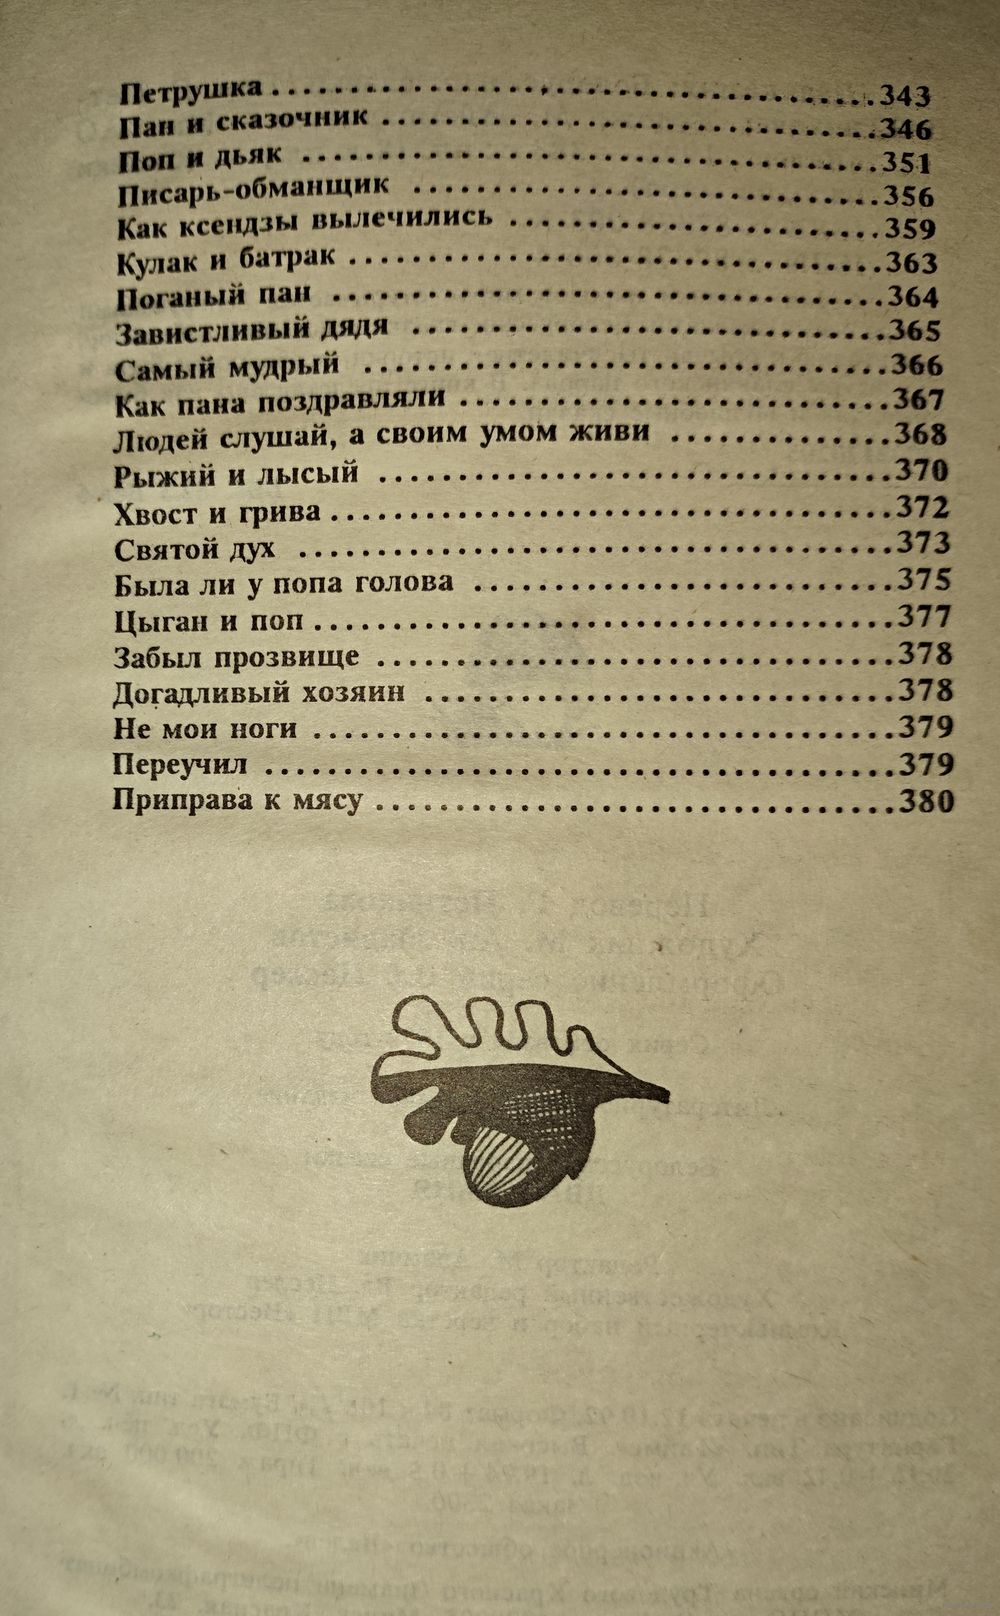 Петрушка . . . . . . . . . . . . . . . . . . . . . . . . . . . . . . . . . . . . . . . . 343
Пан и сказочник . . . . . . . . . . . . . . . . . . . . . . . . . . . . . . . . . 346
Поп и дьяк . . . . . . . . . . . . . . . . . . . . . . . . . . . . . . . . . . . . . . 351
Писарь-обманщик . . . . . . . . . . . . . . . . . . . . . . . . . . . . . . . 356
Как ксендзы вылечились . . . . . . . . . . . . . . . . . . . . . . . . . 359
Кулак и батрак . . . . . . . . . . . . . . . . . . . . . . . . . . . . . . . . . . . 363
Поганый пан . . . . . . . . . . . . . . . . . . . . . . . . . . . . . . . . . . . . 364
Завистливый дядя . . . . . . . . . . . . . . . . . . . . . . . . . . . . . . . 365
Самый мудрый . . . . . . . . . . . . . . . . . . . . . . . . . . . . . . . . . . 366
Как пана поздравляли . . . . . . . . . . . . . . . . . . . . . . . . . . . . 367
Людей слушай, а своим умом живи . . . . . . . . . . . . . . 368
Рыжий и лысый . . . . . . . . . . . . . . . . . . . . . . . . . . . . . . . . . 370
Хвост и грива . . . . . . . . . . . . . . . . . . . . . . . . . . . . . . . . . . . . 372
Святой дух . . . . . . . . . . . . . . . . . . . . . . . . . . . . . . . . . . . . . . 373
Была ли у попа голова . . . . . . . . . . . . . . . . . . . . . . . . . . . 375
Цыган и поп . . . . . . . . . . . . . . . . . . . . . . . . . . . . . . . . . . . . . 377
Забыл прозвище . . . . . . . . . . . . . . . . . . . . . . . . . . . . . . . . . 378
Догадливый хозяин . . . . . . . . . . . . . . . . . . . . . . . . . . . . . . 378
Не мои ноги . . . . . . . . . . . . . . . . . . . . . . . . . . . . . . . . . . . . . 379
Переучил . . . . . . . . . . . . . . . . . . . . . . . . . . . . . . . . . . . . . . . . 379
Приправа к мясу . . . . . . . . . . . . . . . . . . . . . . . . . . . . . . . . . 380